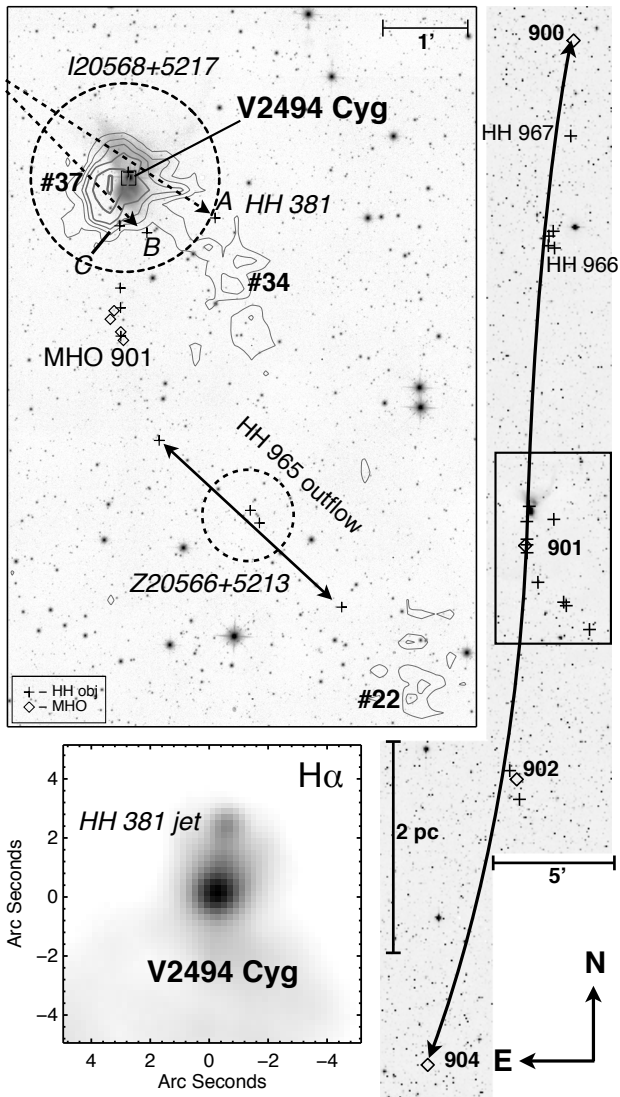 1'
I20568+5217
V2494 Cyg
#37
A
HH 381
B
C
#34
MHO 901
HH 965 outflow
Z20566+5213
#22
+ – HH obj
◇ – MHO
900
HH 967
HH 966
901
902
2 pc
5'
N
E
904
Hα
HH 381 jet
V2494 Cyg
Arc Seconds
4
2
0
−2
−4
4
2
0
−2
−4
Arc Seconds